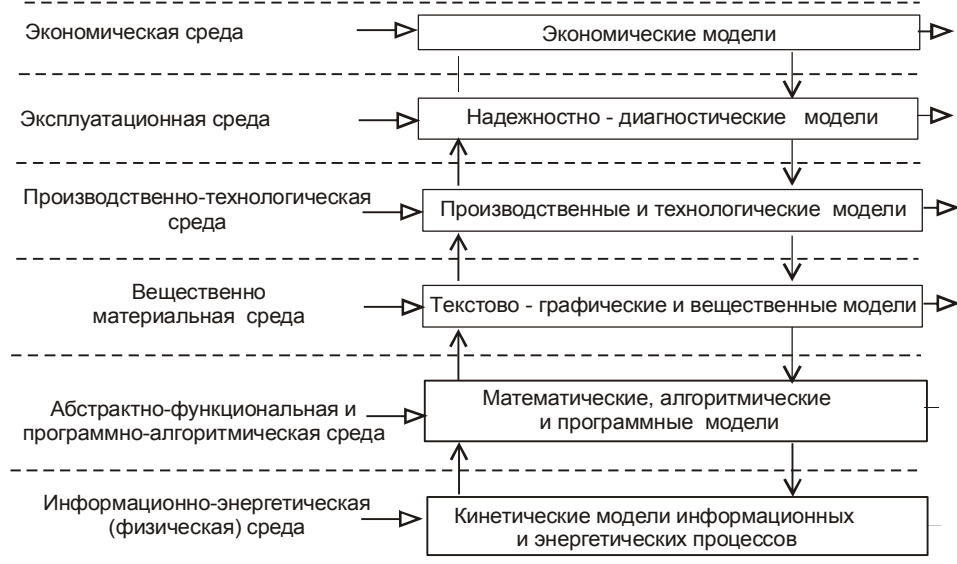 Экономическая среда
Экономические модели
Эксплуатационная среда
Надежностно - диагностические модели
Производственно-технологическая
среда
Производственные и технологические модели
Вещественно
материальная среда
Текстово - графические и вещественные модели
Абстрактно-функциональная и
программно-алгоритмическая среда
Математические, алгоритмические
и программные модели
Информационно-энергетическая
(физическая) среда
Кинетические модели информационных
и энергетических процессов